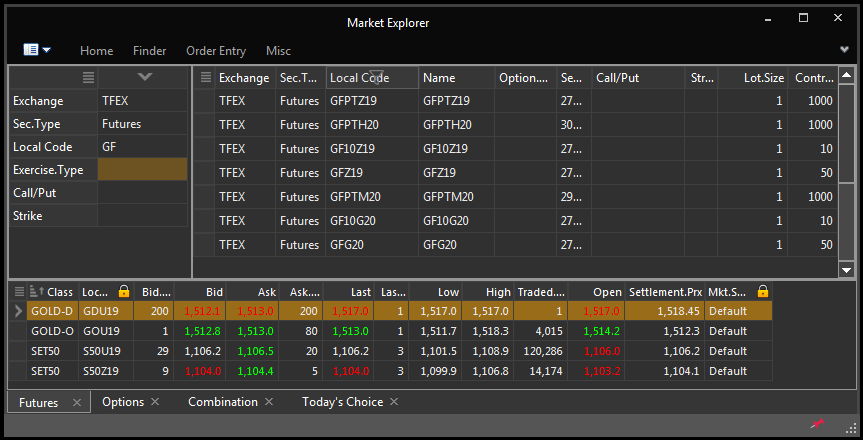 Market Explorer
Home Finder Order Entry Misc
Exchange TFEX
Sec.Type Futures
Local Code GF
Exercise.Type
Call/Put
Strike
Exchange Sec.T... Local Code Name Option.... Se... Call/Put Str... Lot.Size Contr...
TFEX Futures GFPTZ19 GFPTZ19 27... 1 1000
TFEX Futures GFPTH20 GFPTH20 30... 1 1000
TFEX Futures GF10Z19 GF10Z19 27... 1 10
TFEX Futures GFZ19 GFZ19 27... 1 50
TFEX Futures GFPTM20 GFPTM20 29... 1 1000
TFEX Futures GF10G20 GF10G20 27... 1 10
TFEX Futures GFG20 GFG20 27... 1 50
Class Loc... Bid.... Bid Ask Ask.... Last Las... Low High Traded.... Open Settlement.Prx Mkt.S...
GOLD-D GDU19 200 1,512.1 1,513.0 200 1,517.0 1 1,517.0 1,517.0 1 1,517.0 1,518.45 Default
GOLD-O GOU19 1 1,512.8 1,513.0 80 1,513.0 1 1,511.7 1,518.3 4,015 1,514.2 1,512.3 Default
SET50 S50U19 29 1,106.2 1,106.5 20 1,106.2 3 1,101.5 1,108.9 120,286 1,106.0 1,106.2 Default
SET50 S50Z19 9 1,104.0 1,104.4 5 1,104.0 3 1,099.9 1,106.8 14,174 1,103.2 1,104.1 Default
Futures Options Combination Today's Choice